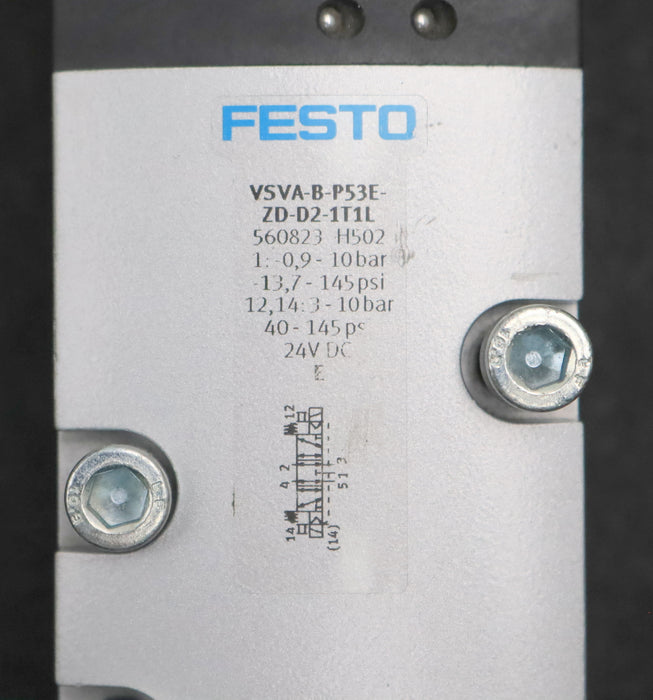 FESTO
VSVA-B-P53E-
ZD-D2-1T1L
560823 H502
1: -0,9 - 10 bar
-13,7 - 145 psi
12,14: 3 - 10 bar
40 - 145 ps
24V DC
E
14 4 2 12
(14) 5 1 3